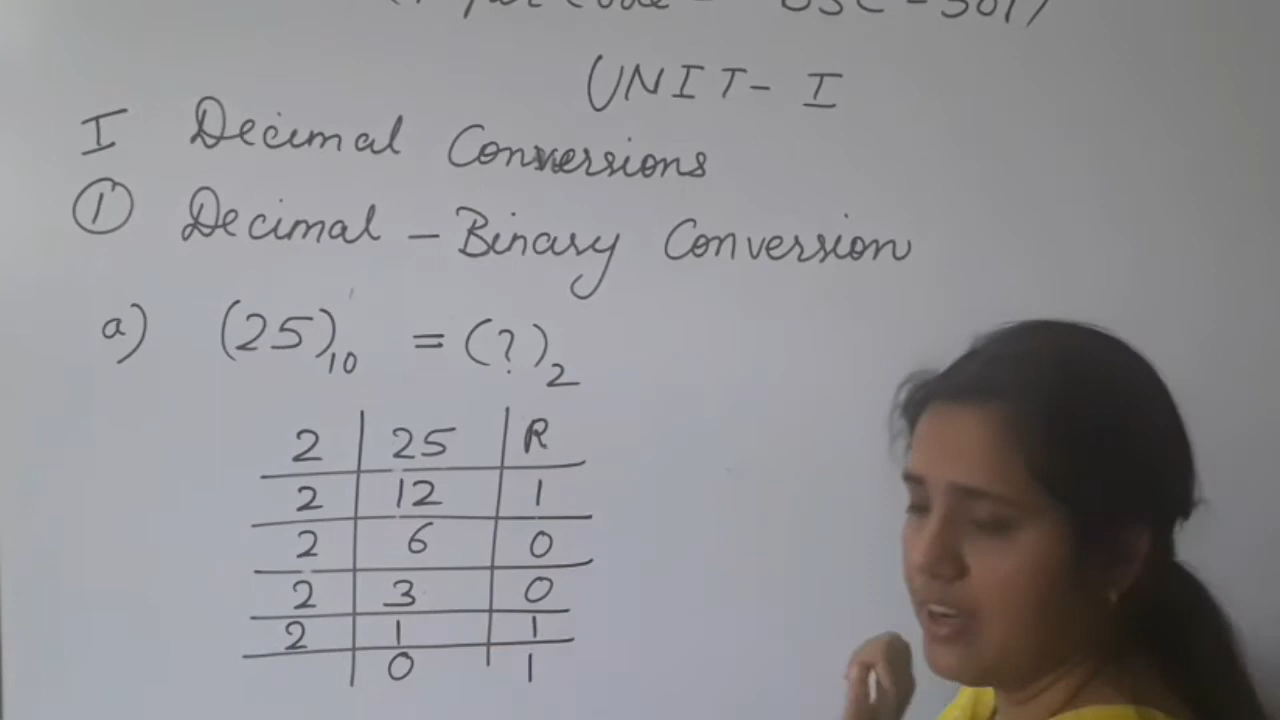 UNIT- I
I Decimal Conversions
① Decimal - Binary Conversion
a) (25)10 = (?)2
2 25 R
2 12 1
2 6 0
2 3 0
2 1 1
0 1